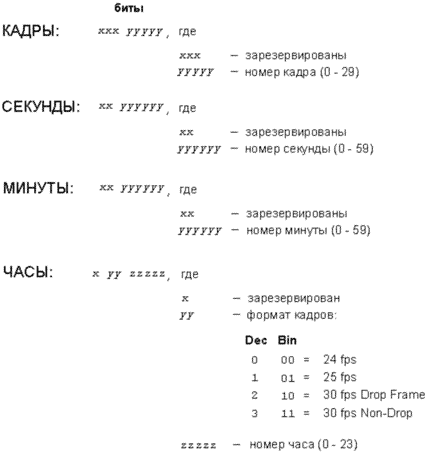 биты
КАДРЫ: xxx yyyyy, где
xxx – зарезервированы
yyyyy – номер кадра (0 - 29)
СЕКУНДЫ: xx yyyyyy, где
xx – зарезервированы
yyyyyy – номер секунды (0 - 59)
МИНУТЫ: xx yyyyyy, где
xx – зарезервированы
yyyyyy – номер минуты (0 - 59)
ЧАСЫ: x yy zzzzz, где
x – зарезервирован
yy – формат кадров:
Dec Bin
0 00 = 24 fps
1 01 = 25 fps
2 10 = 30 fps Drop Frame
3 11 = 30 fps Non-Drop
zzzzz – номер часа (0 - 23)